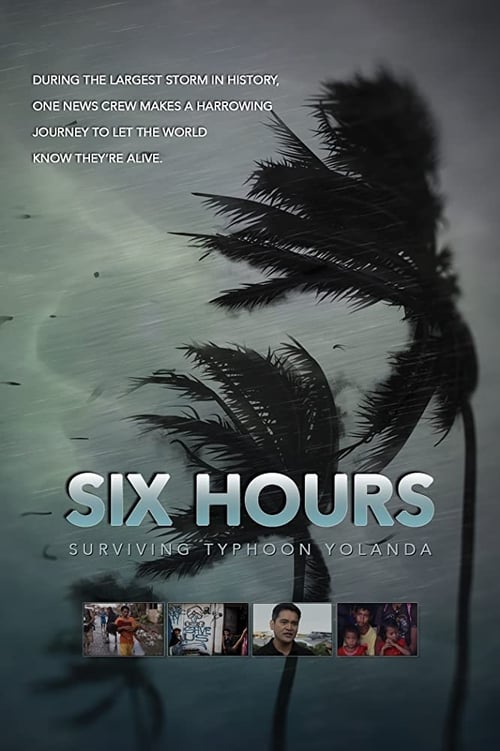 DURING THE LARGEST STORM IN HISTORY,
ONE NEWS CREW MAKES A HARROWING
JOURNEY TO LET THE WORLD
KNOW THEY'RE ALIVE.
SIX HOURS
SURVIVING TYPHOON YOLANDA